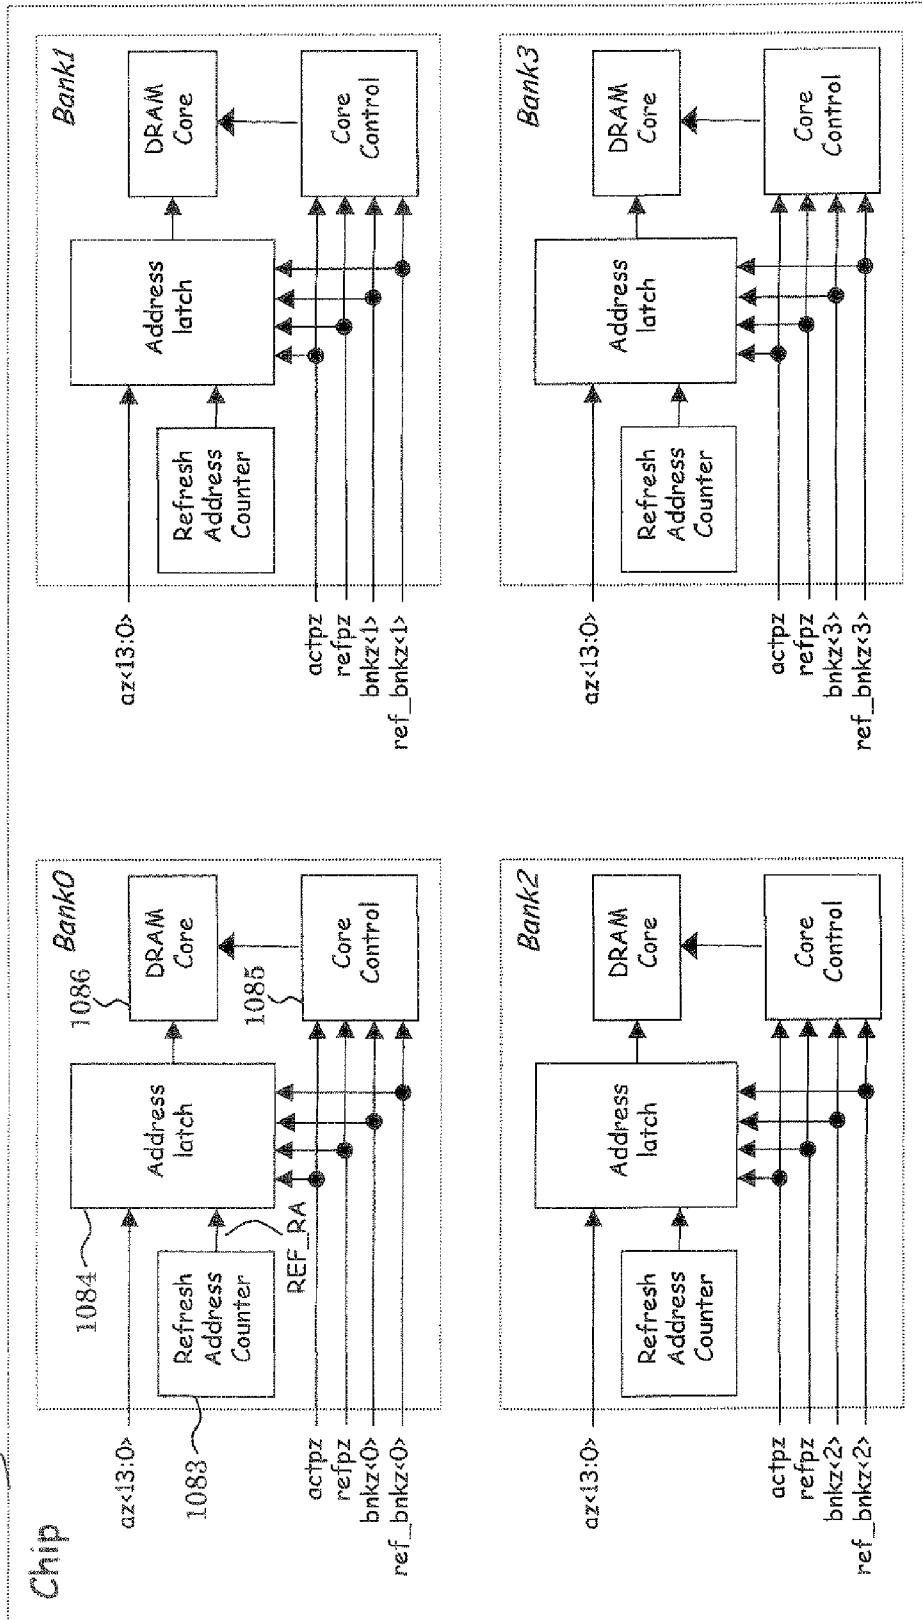 Chip
Bank0
1086
DRAM
Core
1084
Address
latch
1085
az<13:0>
Refresh
Address
Counter
REF_RA
Core
Control
1083
actpz
refpz
bnkz<0>
ref_bnkz<0>
Bank1
DRAM
Core
Address
latch
az<13:0>
Refresh
Address
Counter
Core
Control
actpz
refpz
bnkz<1>
ref_bnkz<1>
Bank2
DRAM
Core
Address
latch
az<13:0>
Refresh
Address
Counter
Core
Control
actpz
refpz
bnkz<2>
ref_bnkz<2>
Bank3
DRAM
Core
Address
latch
az<13:0>
Refresh
Address
Counter
Core
Control
actpz
refpz
bnkz<3>
ref_bnkz<3>